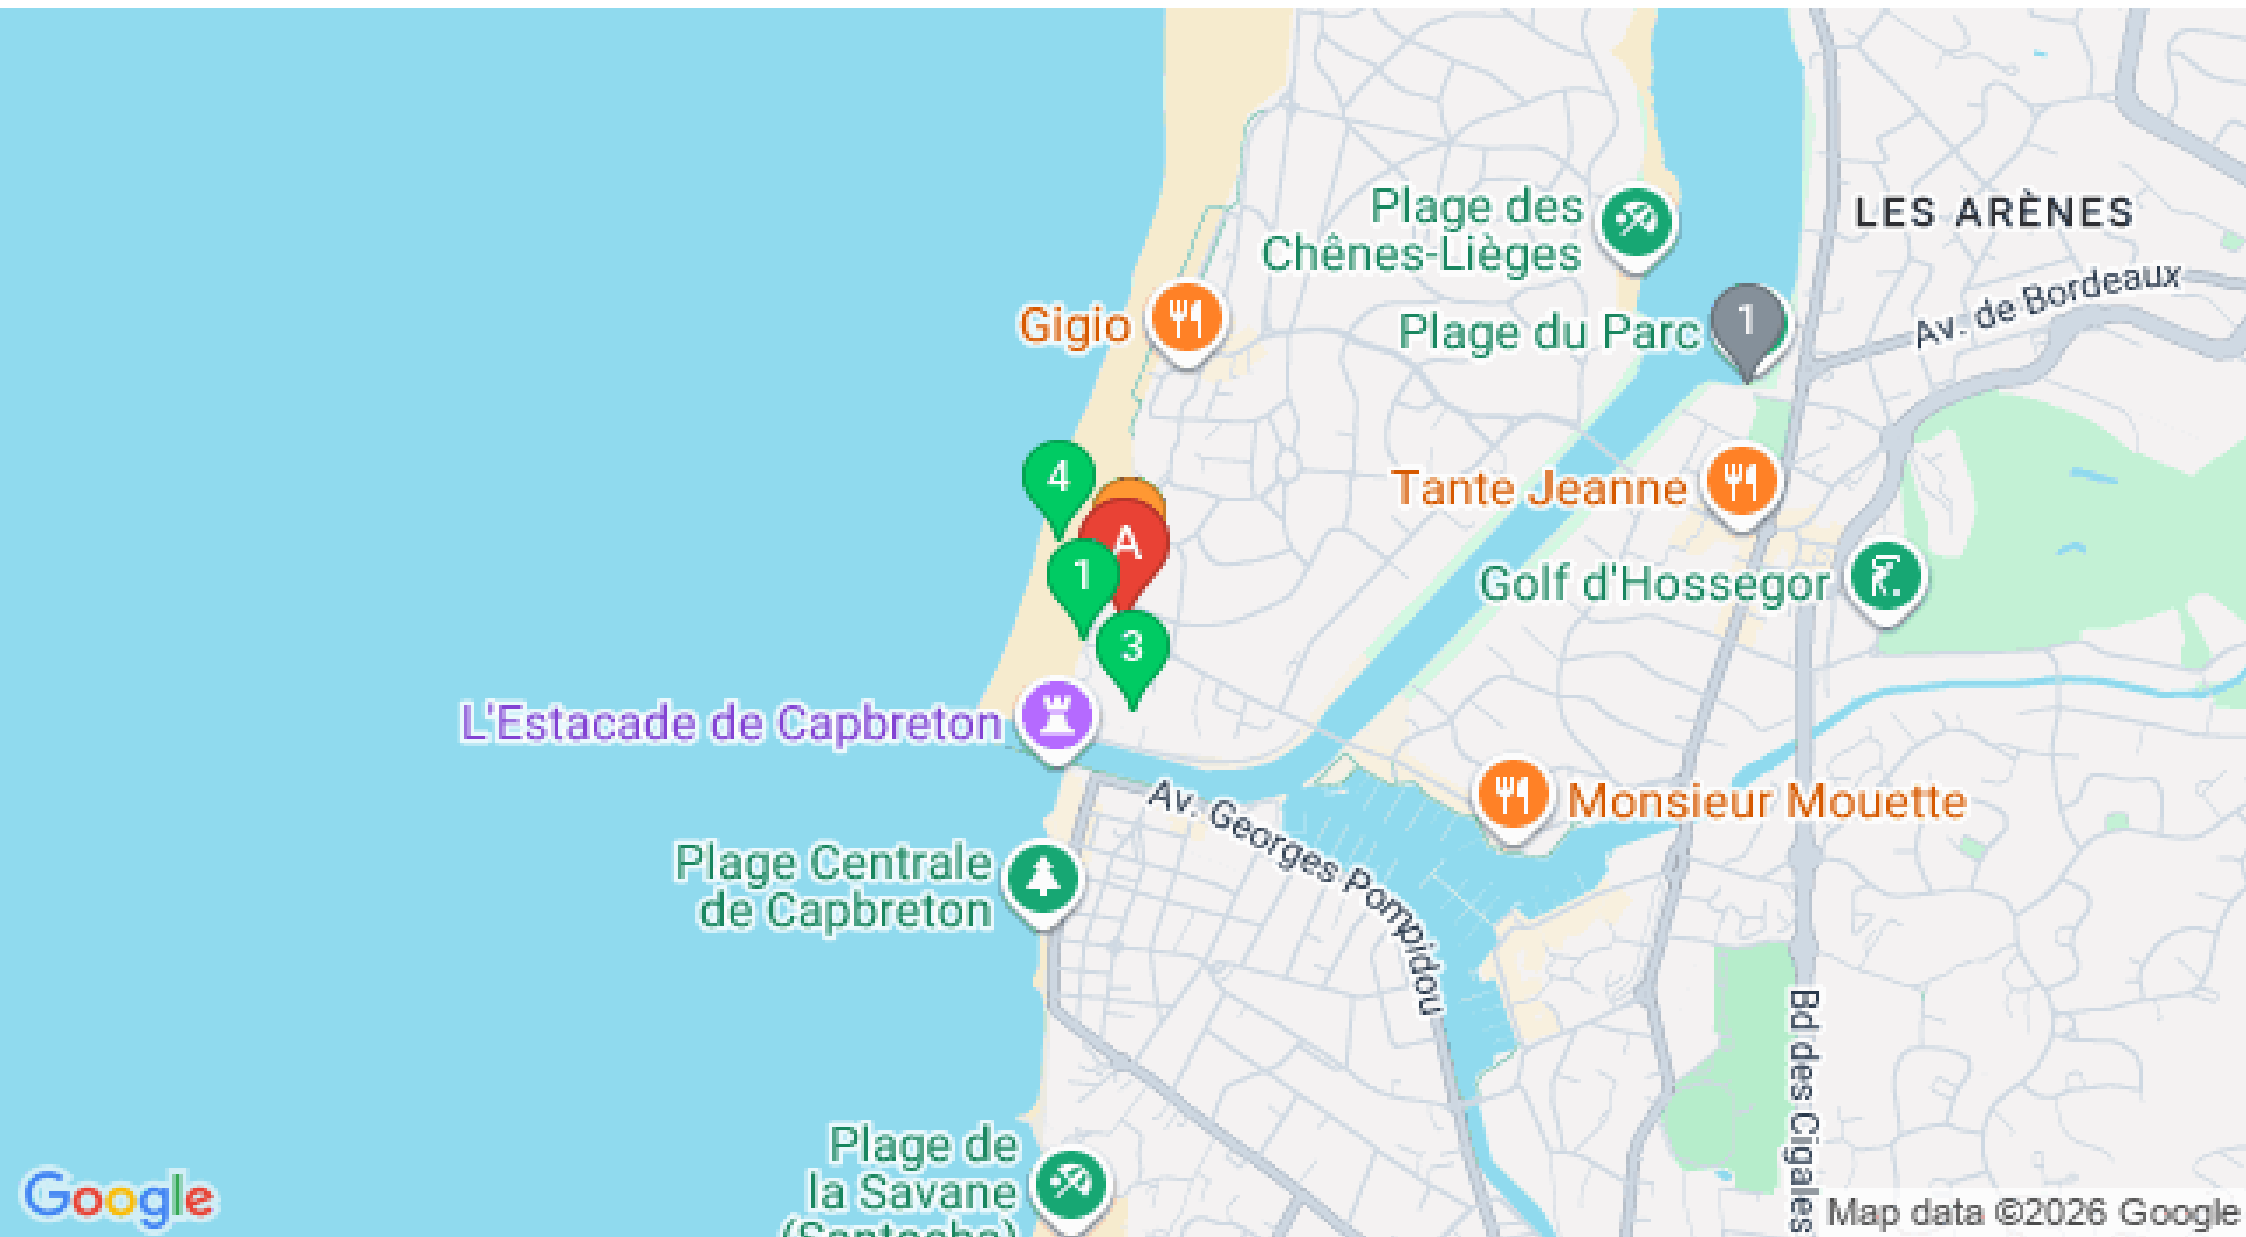 Plage des
Chênes-Lièges
LES ARÈNES
Av. de Bordeaux
Gigio
Plage du Parc
1
4
A
Tante Jeanne
1
Golf d'Hossegor
3
L'Estacade de Capbreton
Monsieur Mouette
Av. Georges Pompidou
Plage Centrale
de Capbreton
Bd des Cigales
Plage de
la Savane
(Santocha)
Google
Map data ©2026 Google